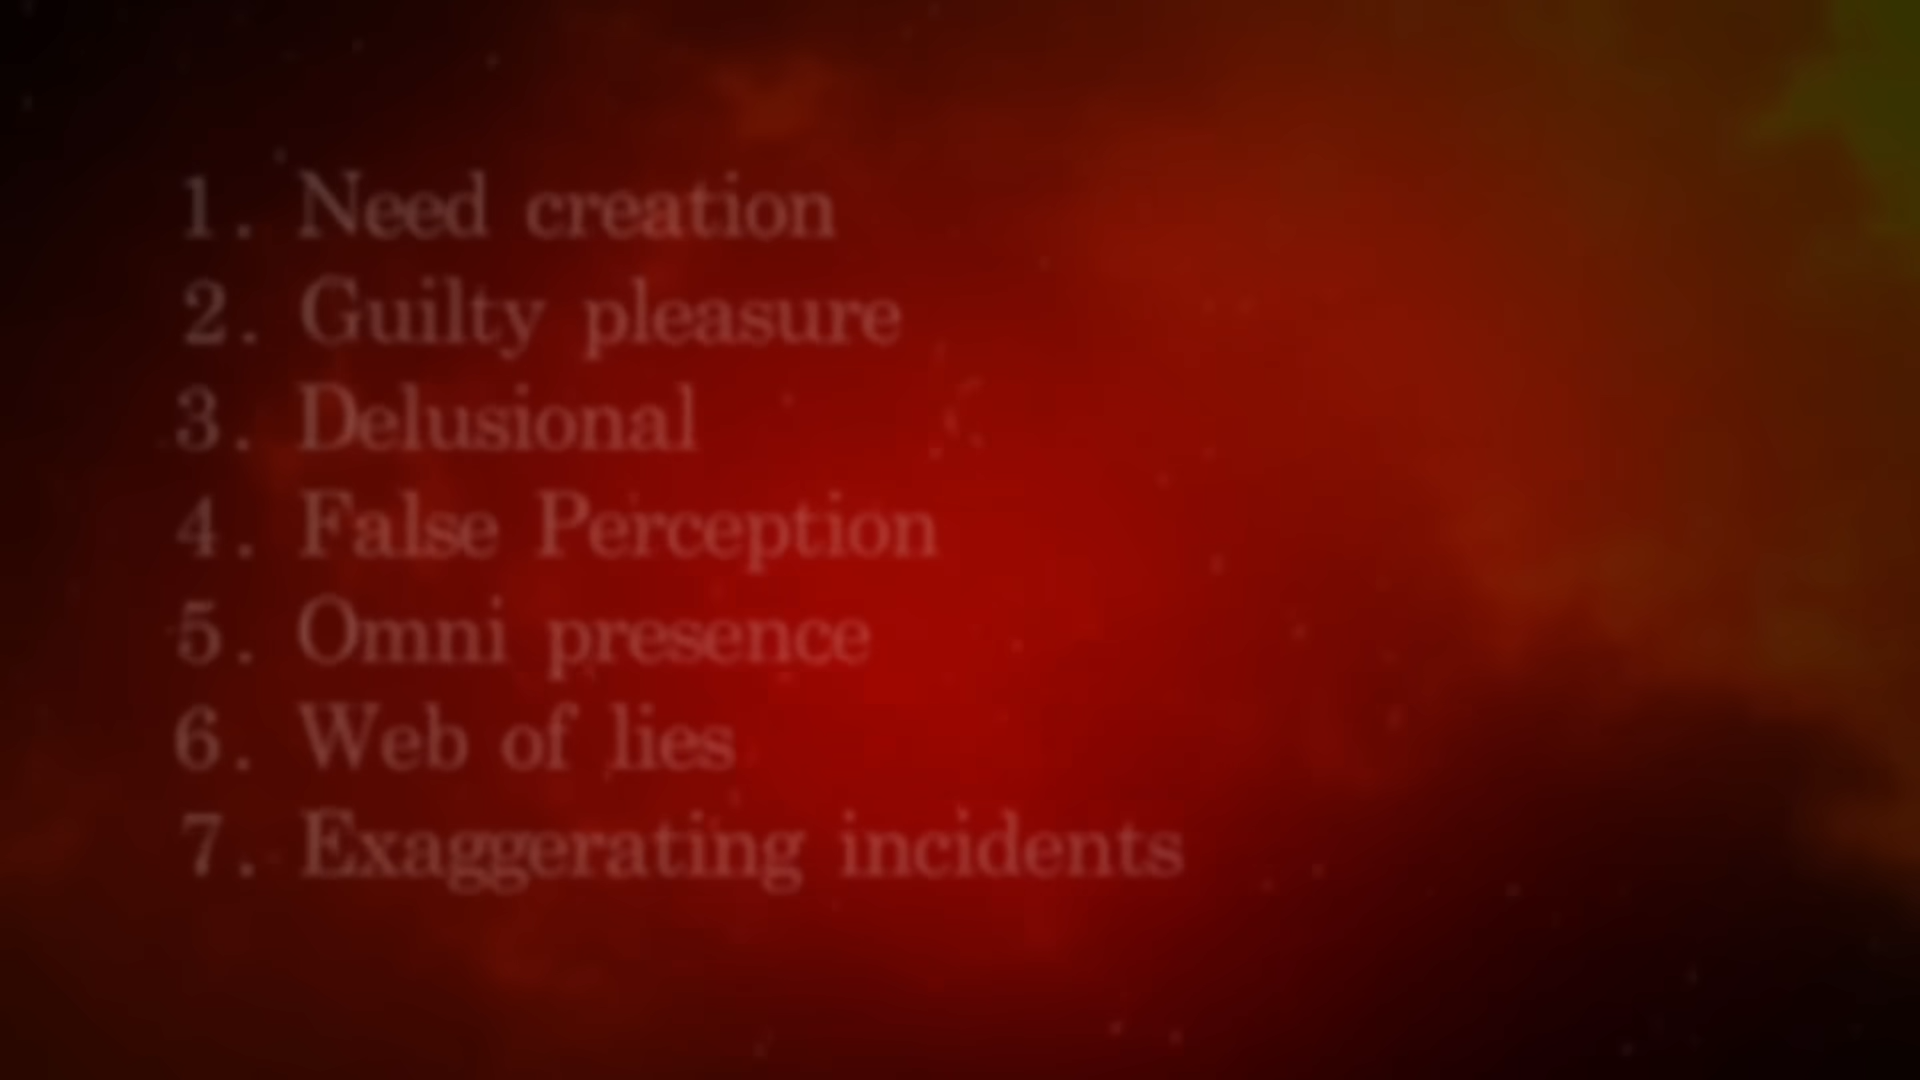 1. Need creation
2. Guilty pleasure
3. Delusional
4. False Perception
5. Omni presence
6. Web of lies
7. Exaggerating incidents